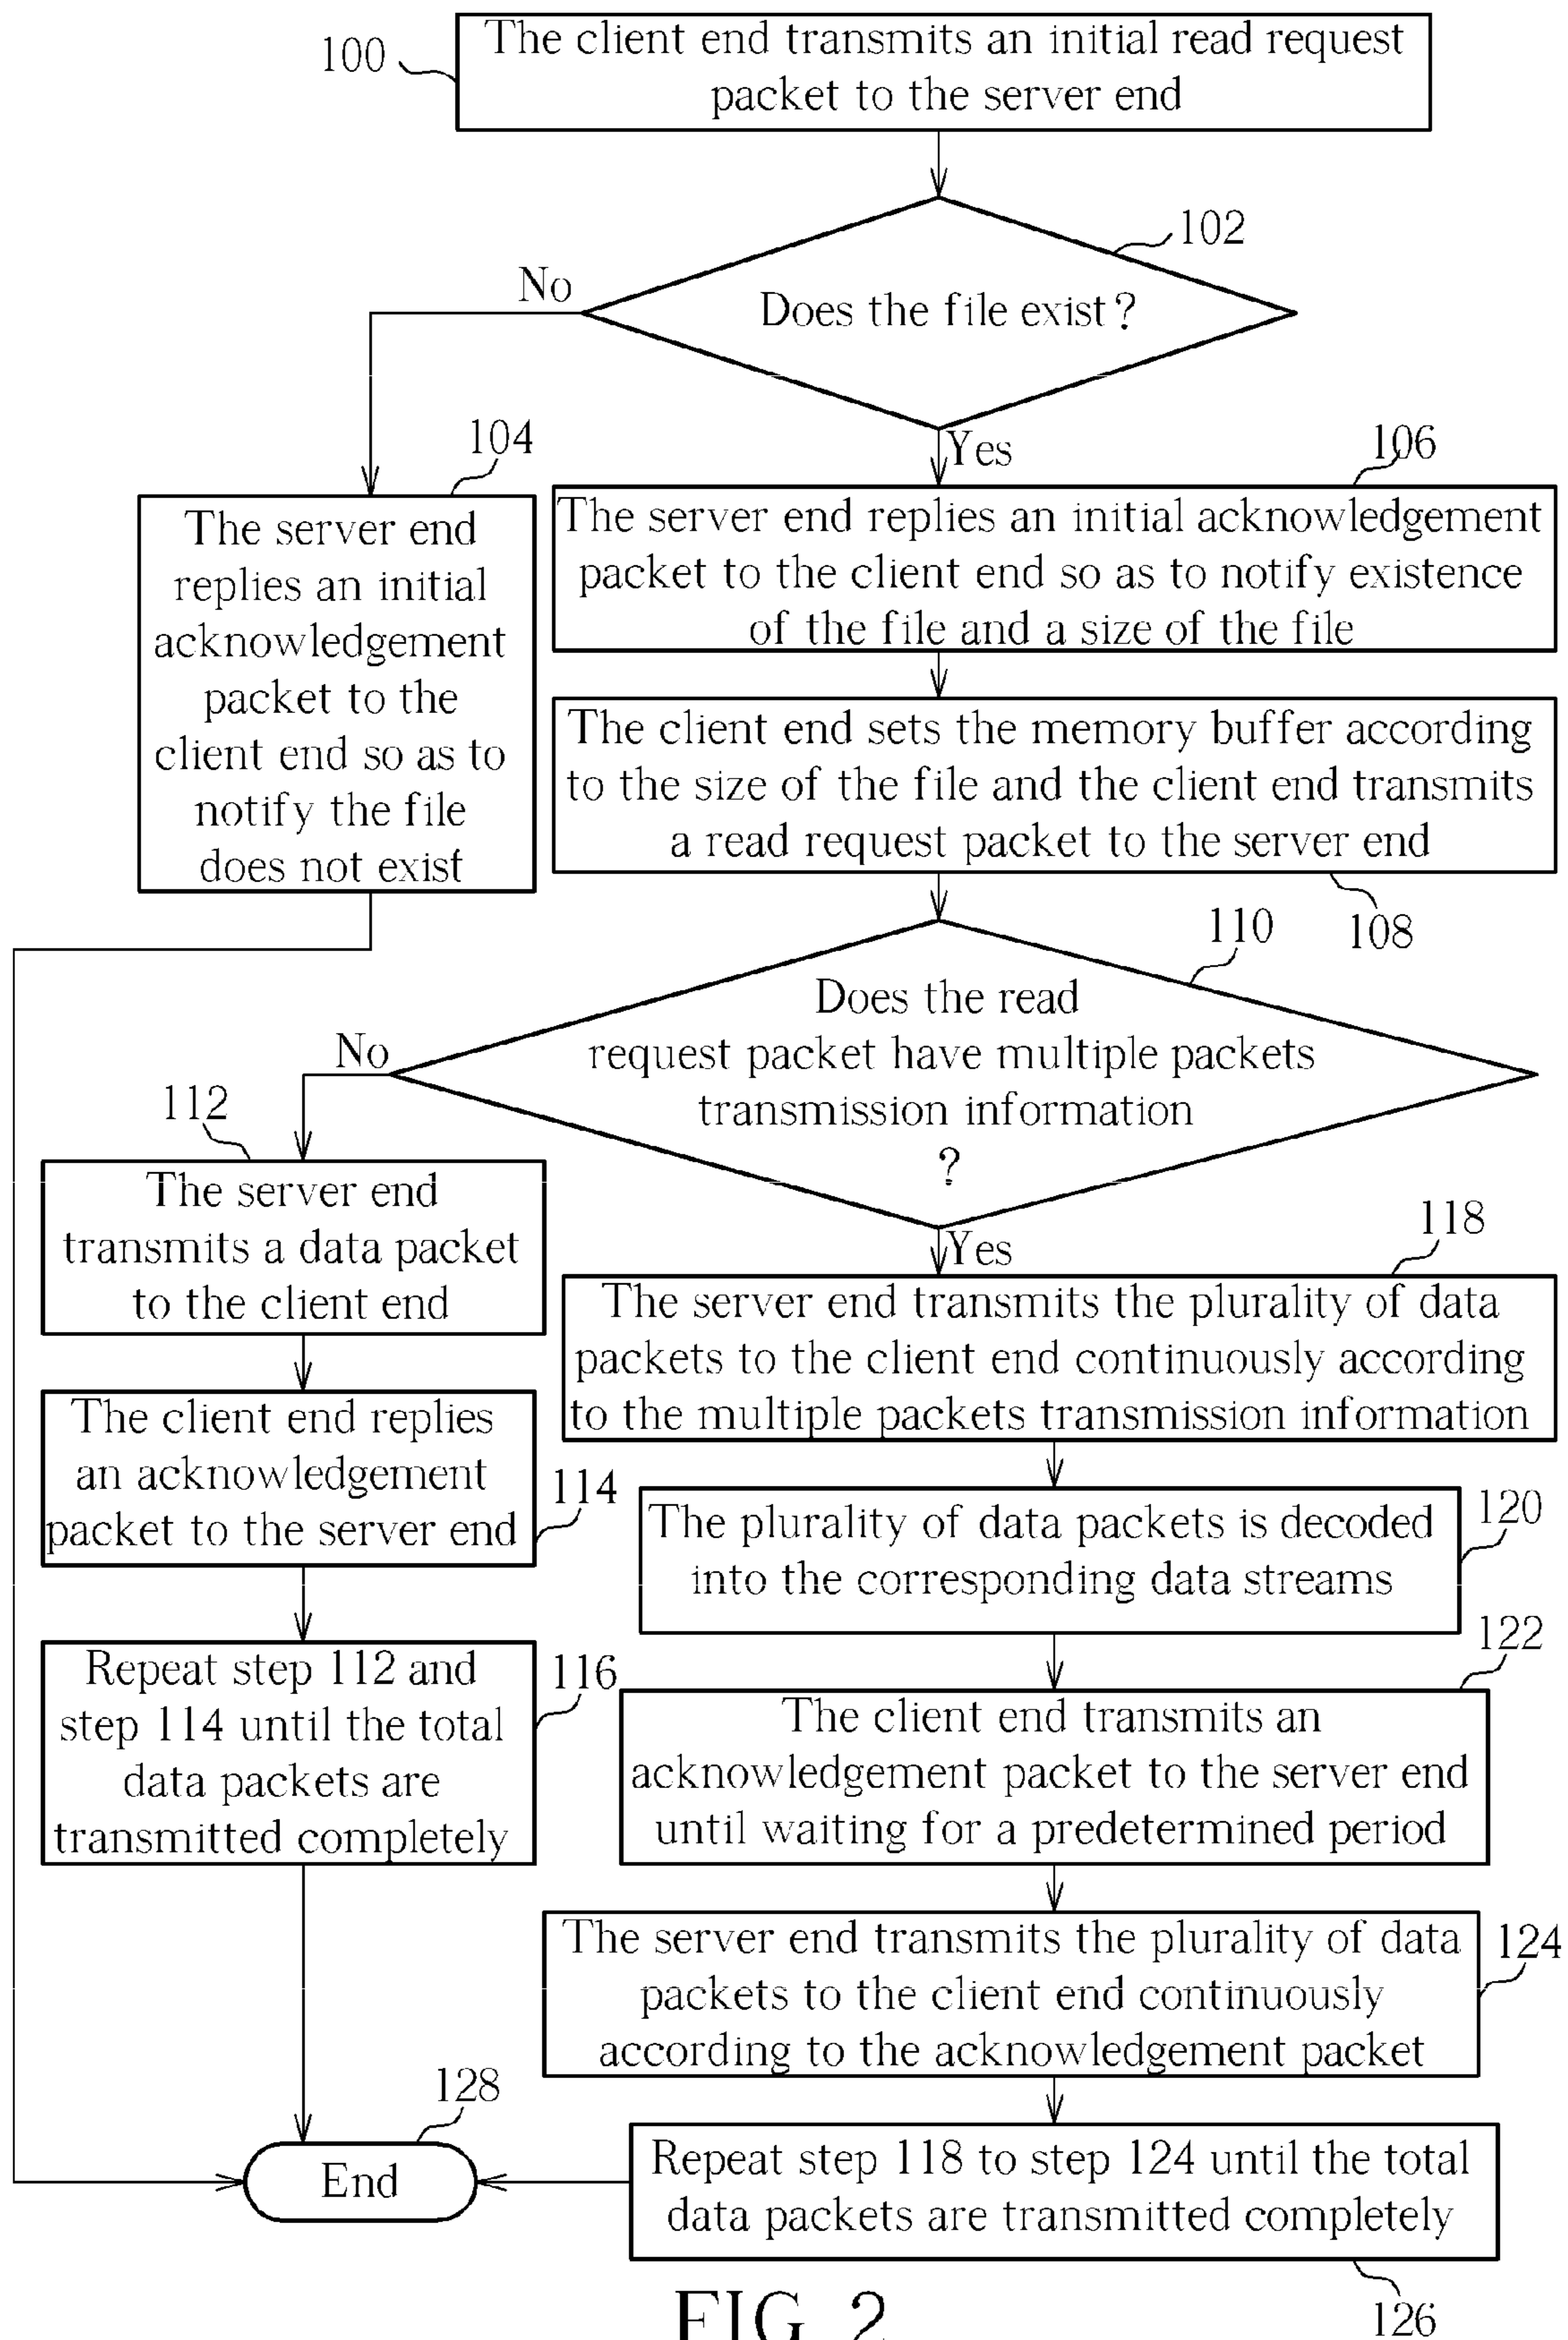 100
The client end transmits an initial read request
packet to the server end
102
Does the file exist?
No
Yes
104
The server end
replies an initial
acknowledgement
packet to the
client end so as to
notify the file
does not exist
106
The server end replies an initial acknowledgement
packet to the client end so as to notify existence
of the file and a size of the file
The client end sets the memory buffer according
to the size of the file and the client end transmits
a read request packet to the server end
108
110
Does the read
request packet have multiple packets
transmission information
?
No
Yes
112
The server end
transmits a data packet
to the client end
The client end replies
an acknowledgement
packet to the server end
114
Repeat step 112 and
step 114 until the total
data packets are
transmitted completely
116
118
The server end transmits the plurality of data
packets to the client end continuously according
to the multiple packets transmission information
120
The plurality of data packets is decoded
into the corresponding data streams
122
The client end transmits an
acknowledgement packet to the server end
until waiting for a predetermined period
The server end transmits the plurality of data
packets to the client end continuously
according to the acknowledgement packet
124
128
End
Repeat step 118 to step 124 until the total
data packets are transmitted completely
126
FIG. 2